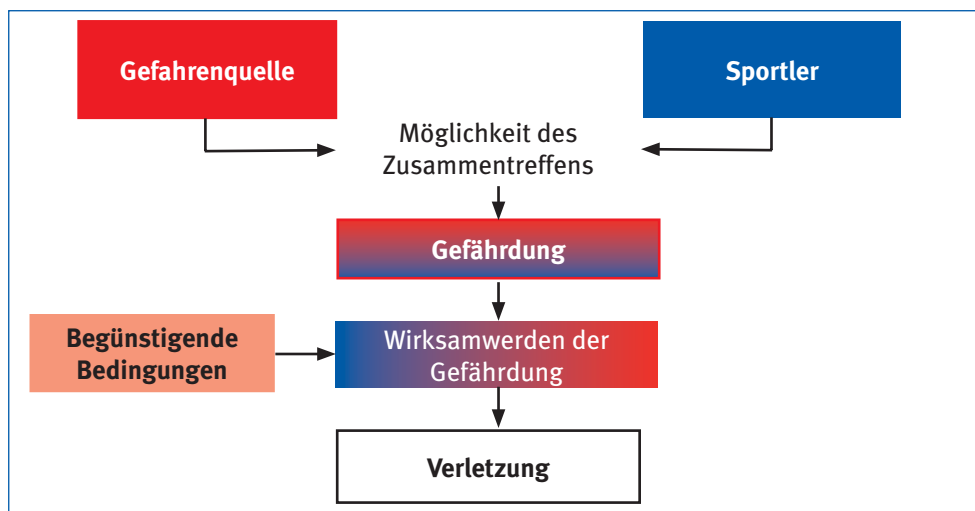 Gefahrenquelle
Sportler
Möglichkeit des
Zusammentreffens
Gefährdung
Begünstigende
Bedingungen
Wirksamwerden der
Gefährdung
Verletzung